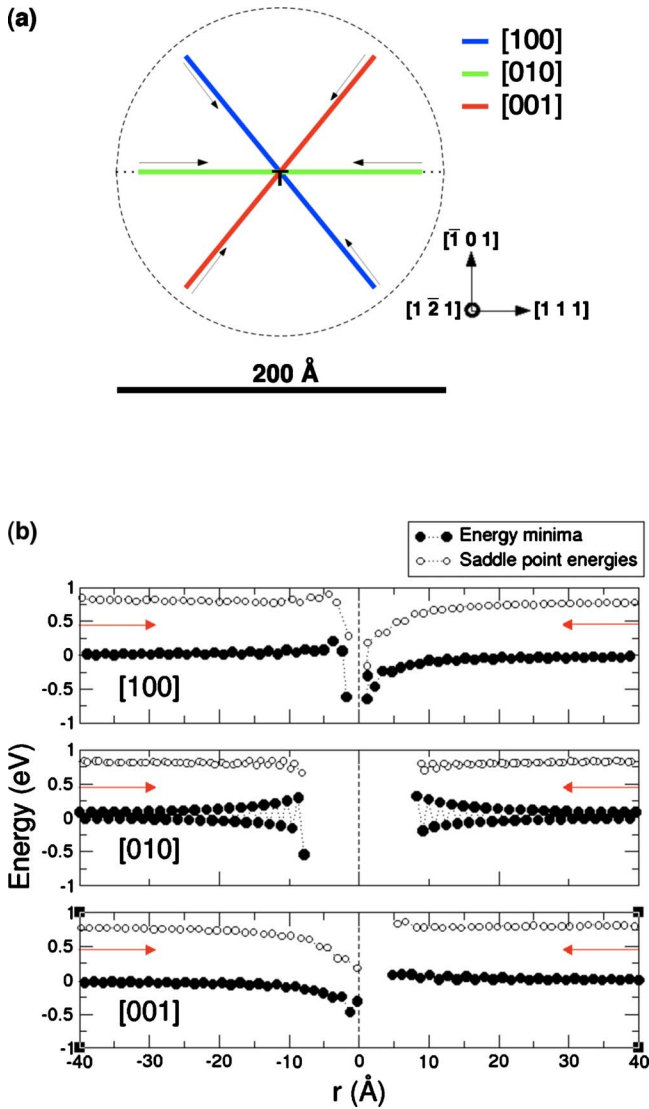 (a)
[100]
[010]
[001]
[1̅ 0 1]
[1 2̅ 1]
[1 1 1]
200 Å
(b)
Energy minima
Saddle point energies
1
0.5
0
-0.5
-1
[100]
1
0.5
0
-0.5
-1
[010]
1
0.5
0
-0.5
-1
[001]
Energy (eV)
-40 -30 -20 -10 0 10 20 30 40
r (Å)